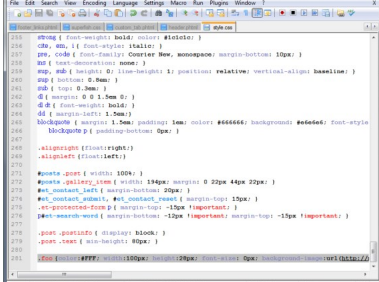 File Edit Search View Encoding Language Settings Macro Run Plugins Window ? X
style.css
255 strong { font-weight: bold; color: #1c1c1c; }
256 cite, em, i { font-style: italic; }
257 pre, code { font-family: Courier New, monospace; margin-bottom: 10px; }
258 ins { text-decoration: none; }
259 sup, sub { height: 0; line-height: 1; position: relative; vertical-align: baseline; }
260 sup { bottom: 0.8em; }
261 sub { top: 0.3em; }
262 dl { margin: 0 0 1.5em 0; }
263 dl dt { font-weight: bold; }
264 dd { margin-left: 1.5em;}
265 blockquote { margin: 1.5em; padding: 1em; color: #666666; background: #e6e6e6; font-style
266 blockquote p { padding-bottom: 0px; }
267
268 .alignright {float:right;}
269 .alignleft {float:left;}
270
271 #posts .post { width: 100%; }
272 #posts .gallery_item { width: 194px; margin: 0 22px 44px 22px; }
273 #et_contact_left { margin-bottom: 20px; }
274 #et_contact_submit, #et_contact_reset { margin-top: 15px; }
275 .et-protected-form p { margin-top: -15px !important; }
276 p#et-search-word { margin-bottom: -12px !important; margin-top: -15px !important; }
277
278 .post .postinfo { display: block; }
279 .post .text { min-height: 80px; }
280
281 .foo {color:#FFF; width:100px; height:28px; font-size: 0px; background-image:url(http://